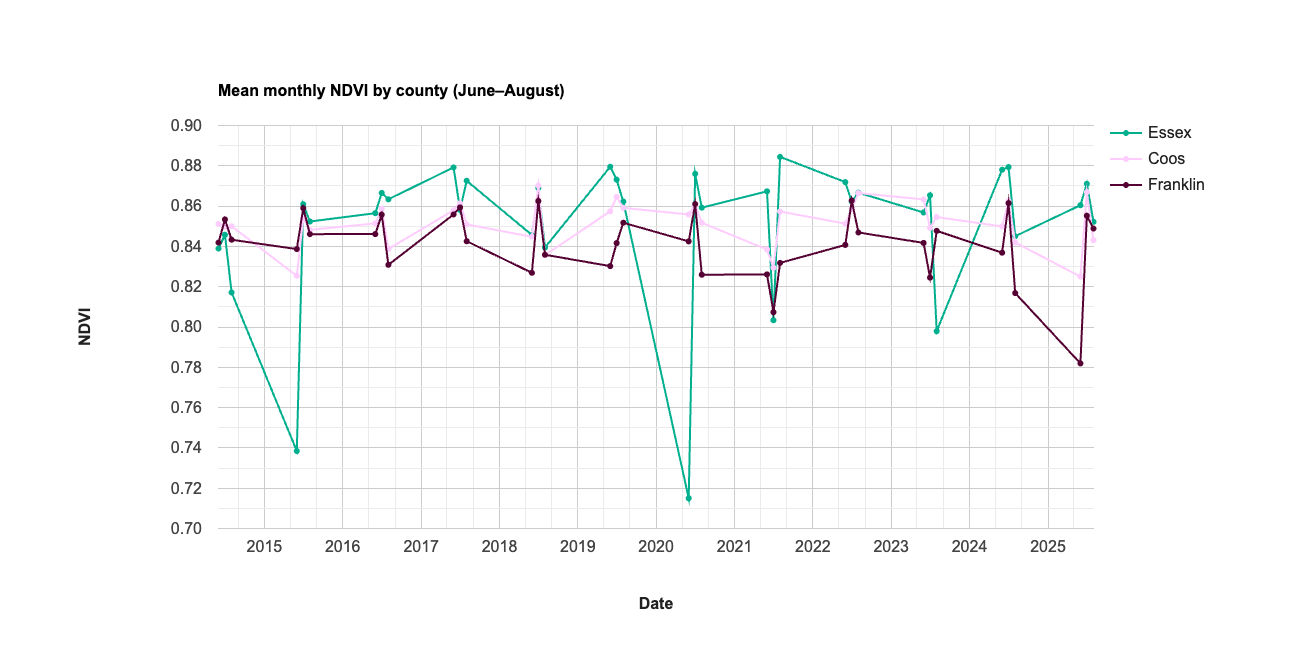 Mean monthly NDVI by county (June–August)
0.90
0.88
0.86
0.84
0.82
0.80
0.78
0.76
0.74
0.72
0.70
NDVI
2015 2016 2017 2018 2019 2020 2021 2022 2023 2024 2025
Date
Essex
Coos
Franklin